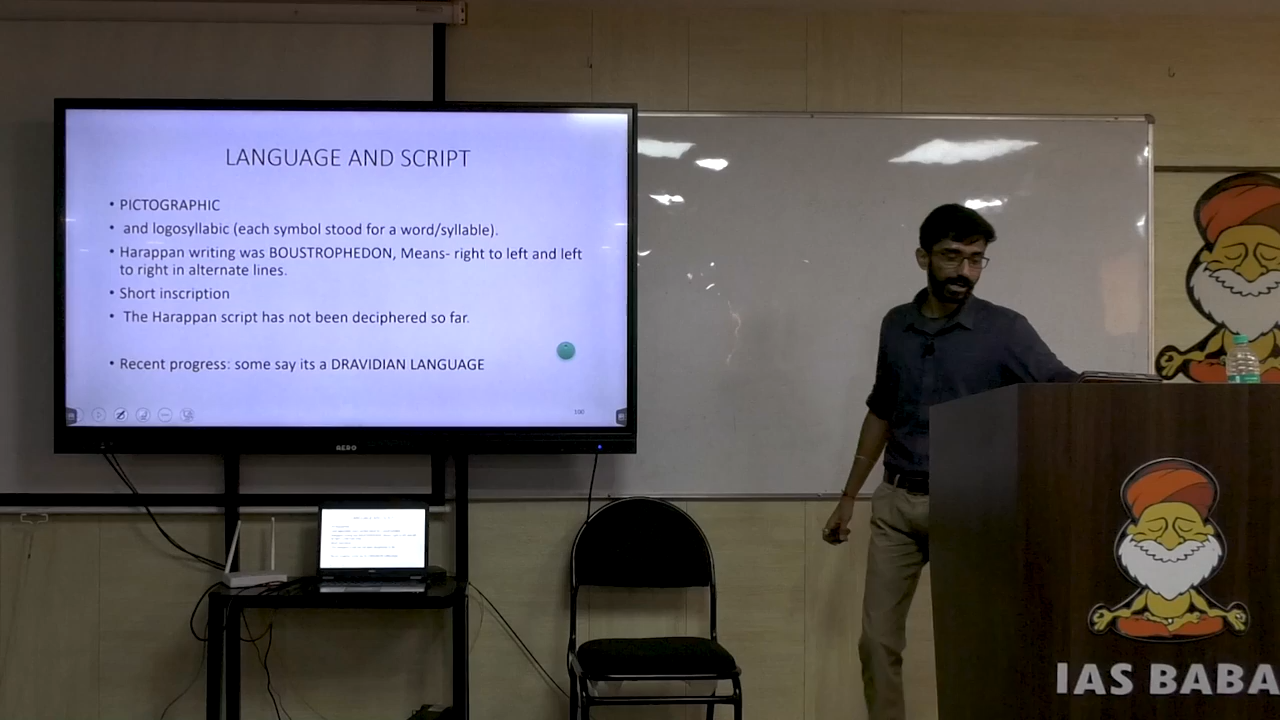 LANGUAGE AND SCRIPT
• PICTOGRAPHIC
• and logosyllabic (each symbol stood for a word/syllable).
• Harappan writing was BOUSTROPHEDON, Means- right to left and left
to right in alternate lines.
• Short inscription
• The Harappan script has not been deciphered so far.
• Recent progress: some say its a DRAVIDIAN LANGUAGE
100
AERO
IAS BABA